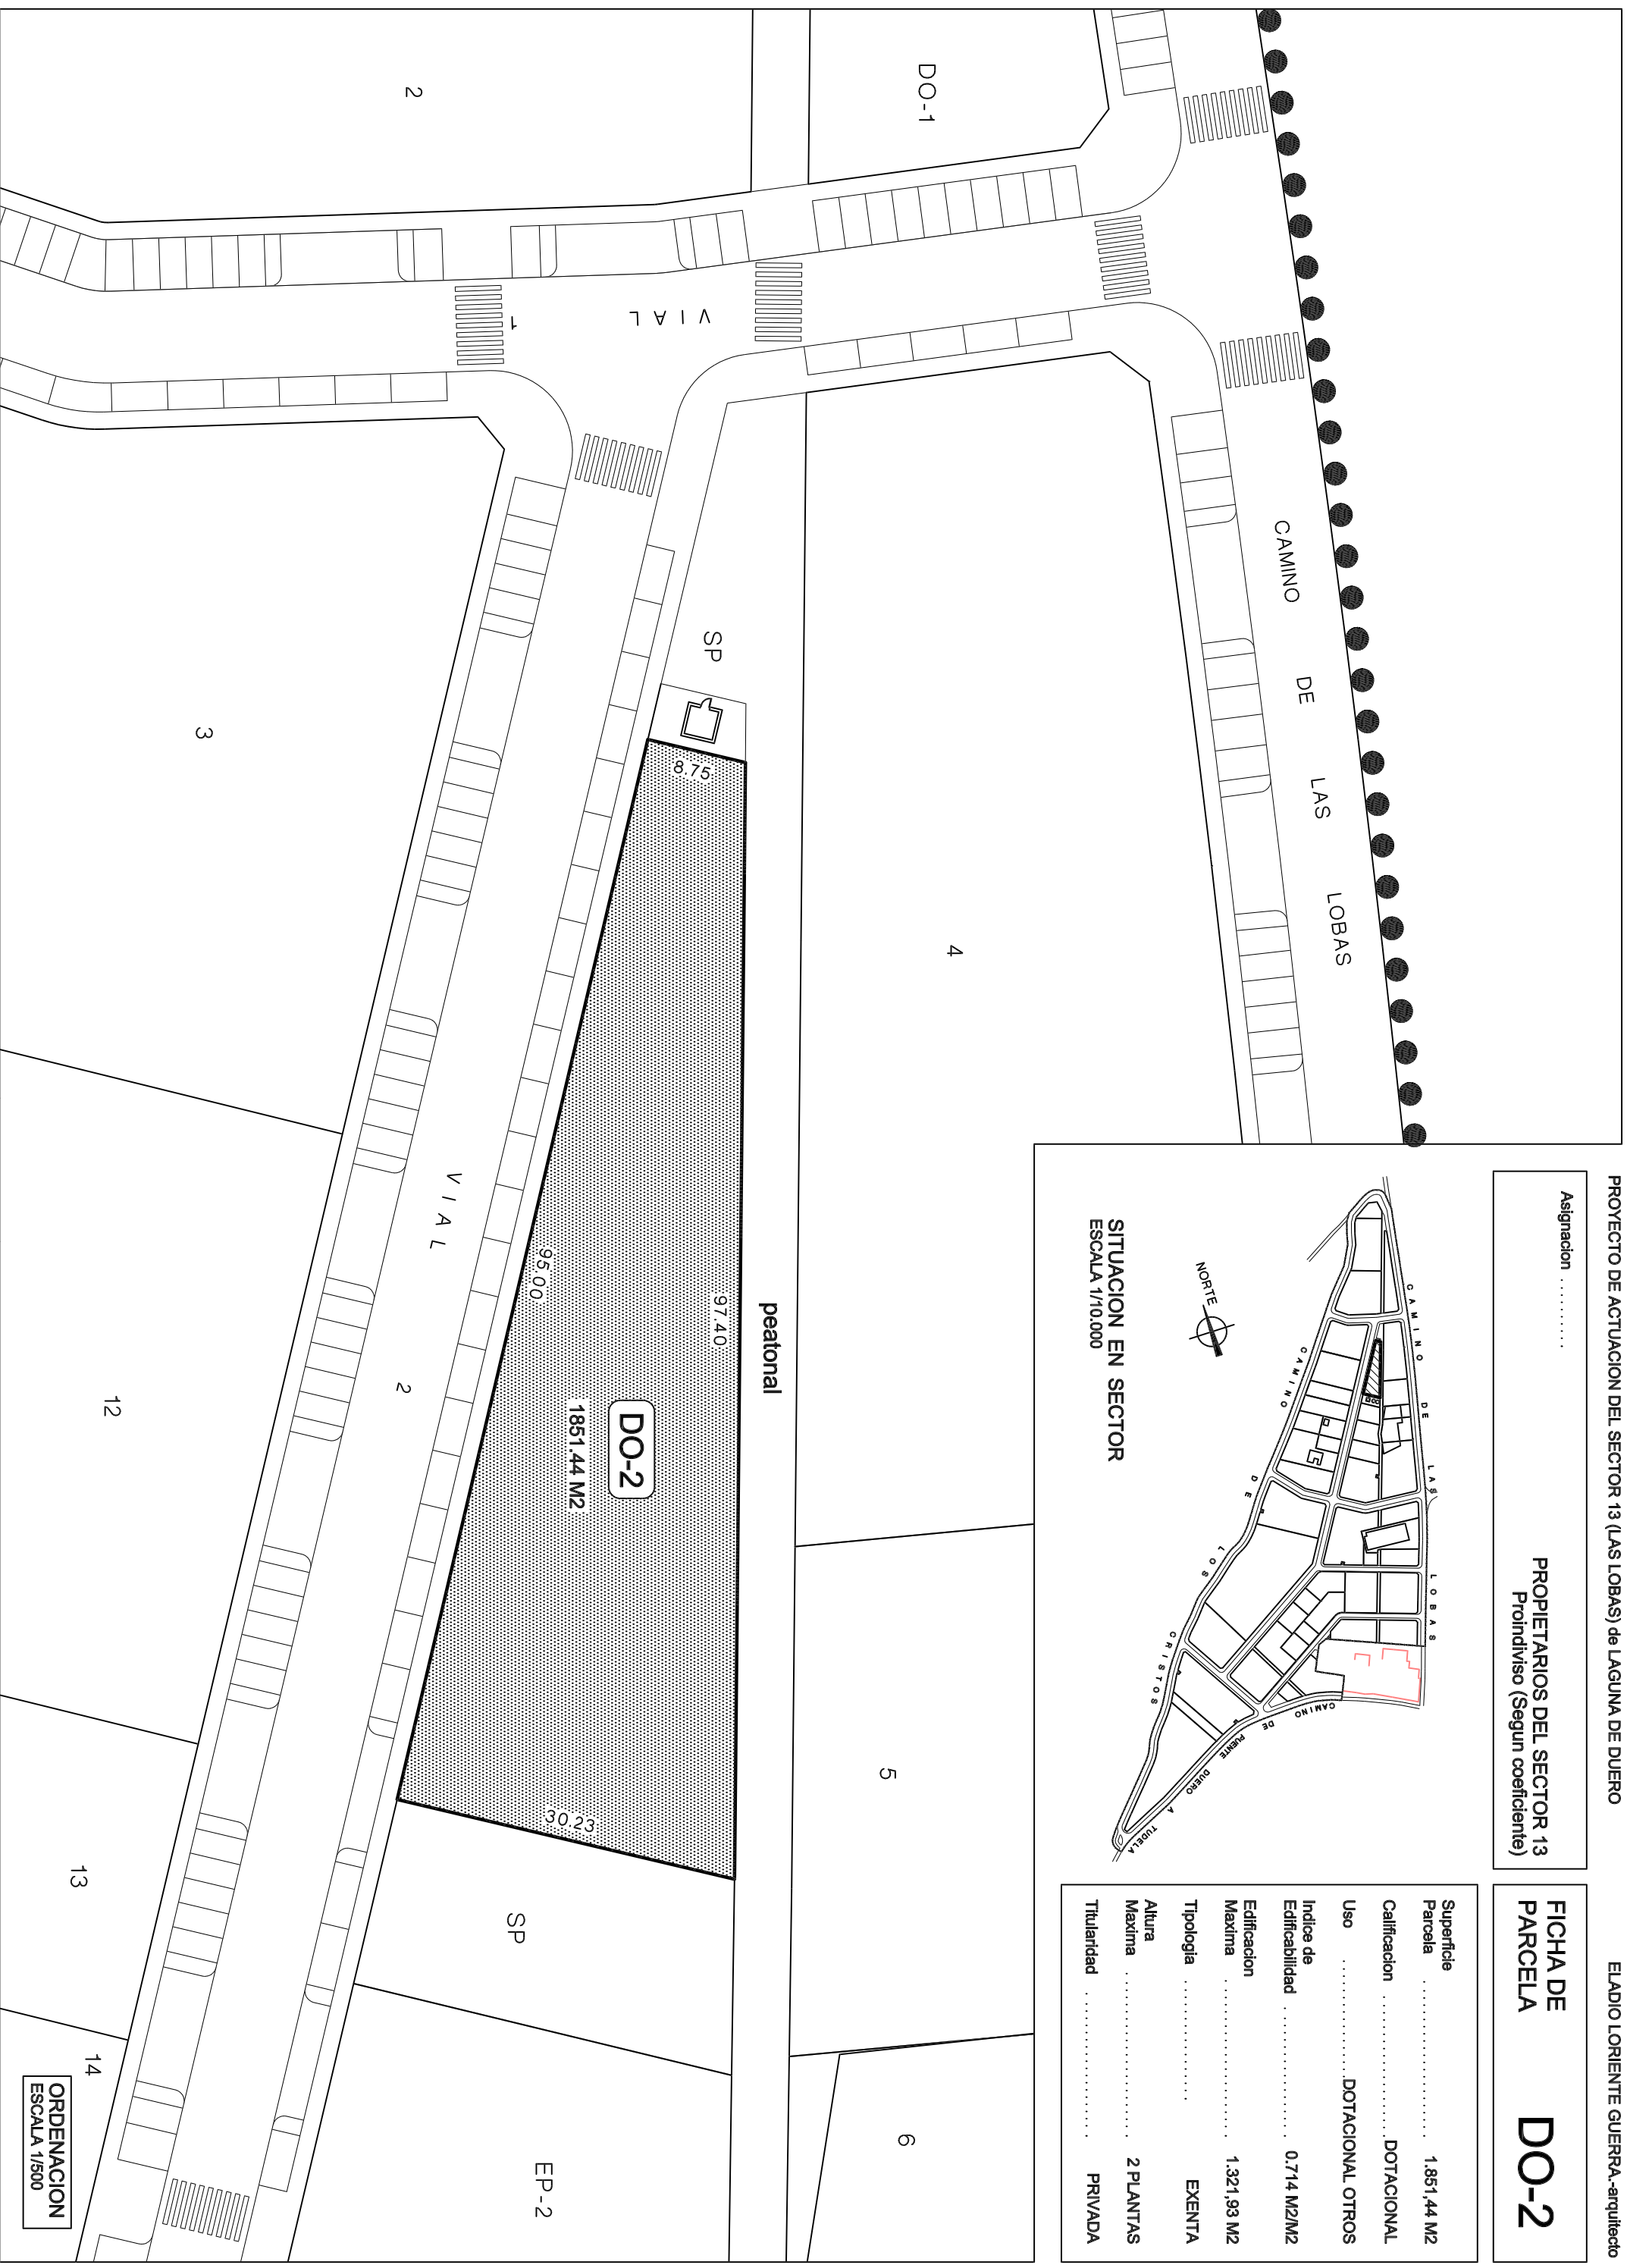 PROYECTO DE ACTUACION DEL SECTOR 13 (LAS LOBAS) de LAGUNA DE DUERO
ELADIO LORIENTE GUERRA.-arquitecto
Asignacion ..........
PROPIETARIOS DEL SECTOR 13
Proindiviso (Segun coeficiente)
FICHA DE
PARCELA
DO-2
Superficie
Parcela .................... 1.851,44 M2
Calificacion .................. DOTACIONAL
Uso ............... DOTACIONAL OTROS
Indice de
Edificabilidad ................ 0.714 M2/M2
Edificacion
Maxima .................... 1.321,93 M2
Tipologia ............... EXENTA
Altura
Maxima ..................... 2 PLANTAS
Titularidad .................. PRIVADA
SITUACION EN SECTOR
ESCALA 1/10.000
NORTE
CAMINO DE LAS LOBAS
CAMINO DE LOS CRISTOS
CAMINO DE PUENTE DUERO A TUDELA
CAMINO DE LAS LOBAS
DO-1
2
VIAL 1
SP
4
3
8.75
peatonal
97.40
95.00
DO-2
1851.44 M2
30.23
VIAL 2
12
5
13
SP
14
6
EP-2
ORDENACION
ESCALA 1/500